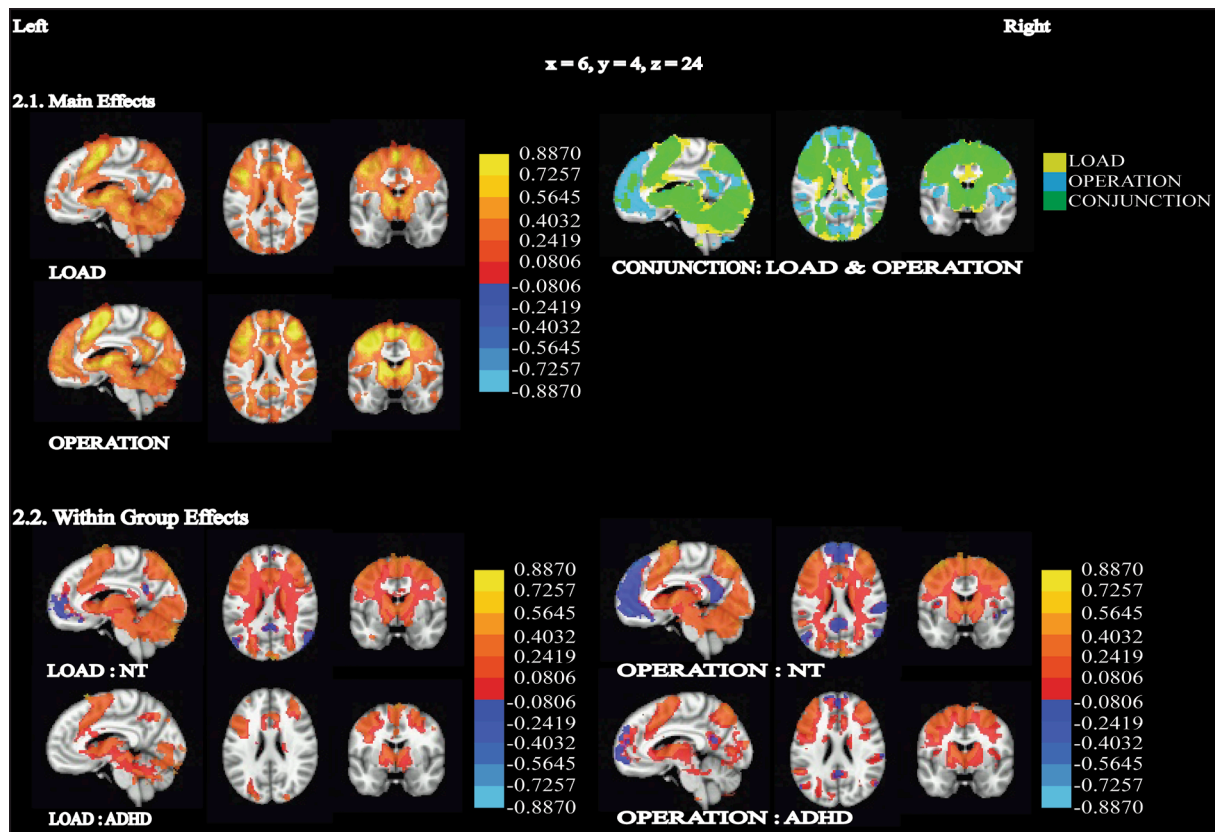 Left
Right
x = 6, y = 4, z = 24
2.1. Main Effects
0.8870
0.7257
0.5645
0.4032
0.2419
0.0806
-0.0806
-0.2419
-0.4032
-0.5645
-0.7257
-0.8870
LOAD
OPERATION
CONJUNCTION
LOAD
CONJUNCTION: LOAD & OPERATION
OPERATION
2.2. Within Group Effects
0.8870
0.7257
0.5645
0.4032
0.2419
0.0806
-0.0806
-0.2419
-0.4032
-0.5645
-0.7257
-0.8870
0.8870
0.7257
0.5645
0.4032
0.2419
0.0806
-0.0806
-0.2419
-0.4032
-0.5645
-0.7257
-0.8870
LOAD : NT
OPERATION : NT
LOAD : ADHD
OPERATION : ADHD